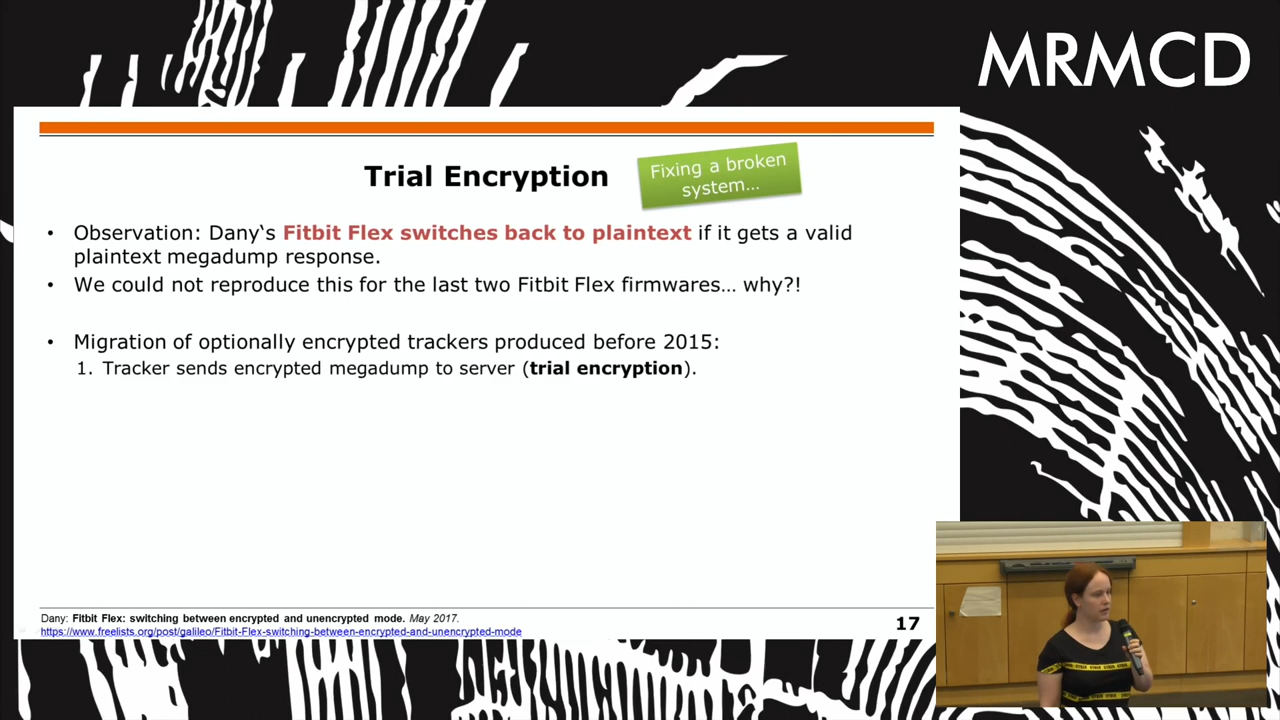 MRMCD
Trial Encryption
Fixing a broken
system...
• Observation: Dany‘s Fitbit Flex switches back to plaintext if it gets a valid
plaintext megadump response.
• We could not reproduce this for the last two Fitbit Flex firmwares... why?!
• Migration of optionally encrypted trackers produced before 2015:
1. Tracker sends encrypted megadump to server (trial encryption).
Dany: Fitbit Flex: switching between encrypted and unencrypted mode. May 2017.
https://www.freelists.org/post/galileo/Fitbit-Flex-switching-between-encrypted-and-unencrypted-mode
17